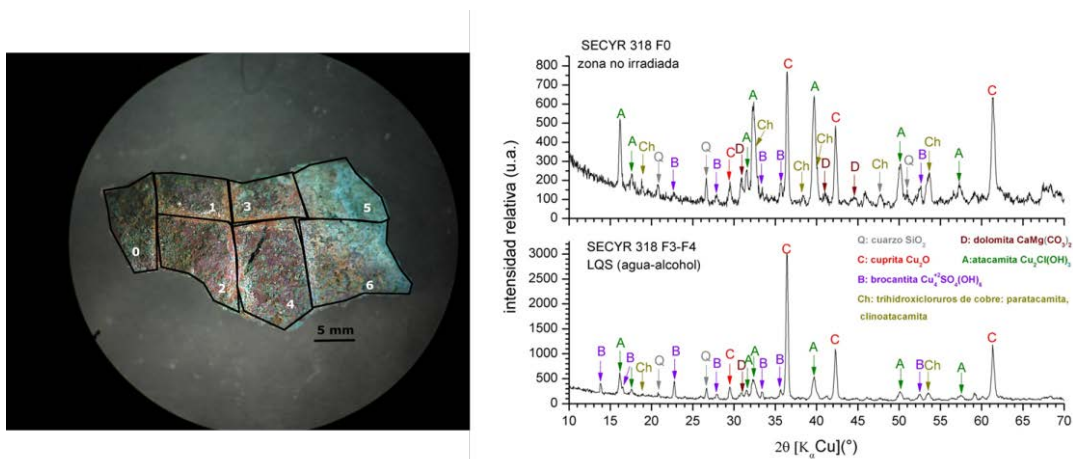 0
1
2
3
4
5
6
5 mm
SECYR 318 F0
zona no irradiada
C
A
A
A
C
C
A
Ch
Q
B
Q
B
C
D
A
Ch
B
B
Ch
Ch
D
D
Ch
A
Q
B
Ch
A
800
700
600
500
400
300
200
100
intensidad relativa (u.a.)
SECYR 318 F3-F4
LQS (agua-alcohol)
C
Q: cuarzo SiO2
D: dolomita CaMg(CO3)2
C: cuprita Cu2O
A:atacamita Cu2Cl(OH)3
B: brocantita Cu4+2SO4(OH)6
Ch: trihidroxicloruros de cobre: paratacamita,
clinoatacamita
B
A
B
Ch
Q
B
Q
B
C
D
A
A
B
B
A
C
A
B
Ch
A
C
3000
2500
2000
1500
1000
500
0
10 15 20 25 30 35 40 45 50 55 60 65 70
2θ [KαCu](°)